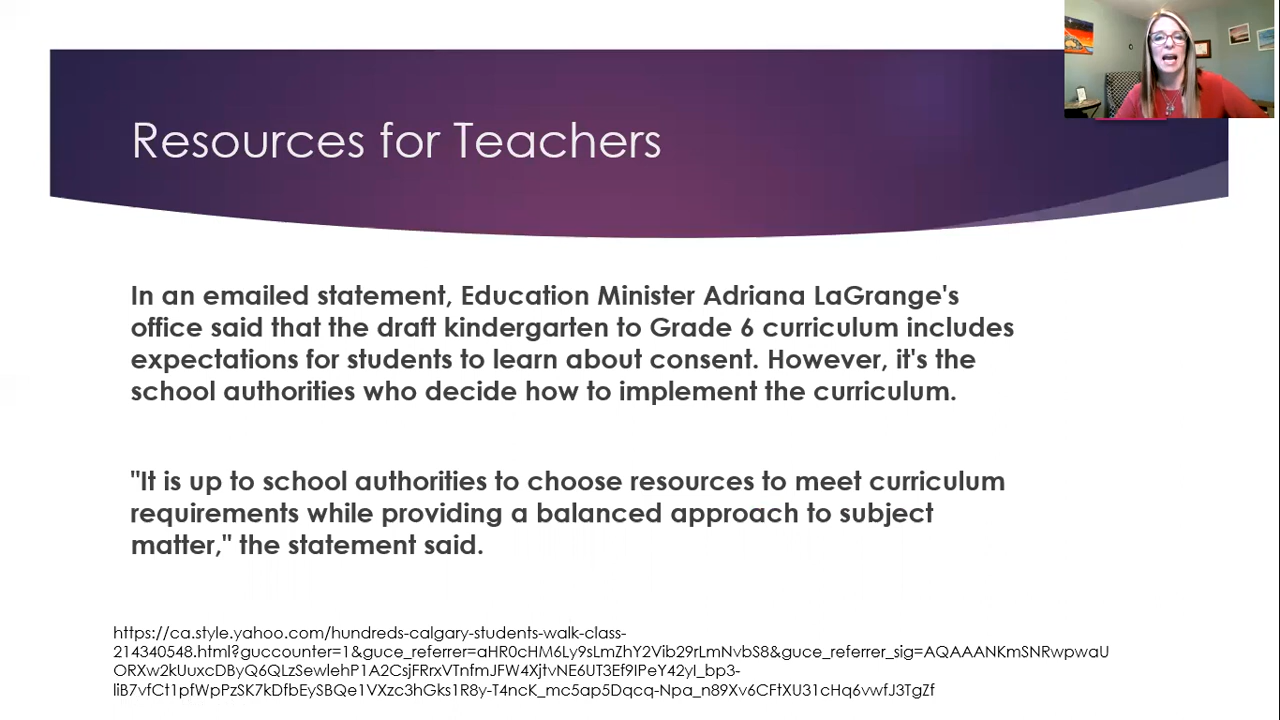 Resources for Teachers
In an emailed statement, Education Minister Adriana LaGrange's
office said that the draft kindergarten to Grade 6 curriculum includes
expectations for students to learn about consent. However, it's the
school authorities who decide how to implement the curriculum.
"It is up to school authorities to choose resources to meet curriculum
requirements while providing a balanced approach to subject
matter," the statement said.
https://ca.style.yahoo.com/hundreds-calgary-students-walk-class-
214340548.html?guccounter=1&guce_referrer=aHR0cHM6Ly9sLmZhY2Vib29rLmNvbS8&guce_referrer_sig=AQAAANKmSNRwpwaU
ORXw2kUuxcDByQ6QLzSewlehP1A2CsjFRrxVTnfmJFW4XjtvNE6UT3Ef9IPeY42yI_bp3-
liB7vfCt1pfWpPzSK7kDfbEySBQe1VXzc3hGks1R8y-T4ncK_mc5ap5Dqcq-Npa_n89Xv6CFtXU31cHq6vwfJ3TgZf